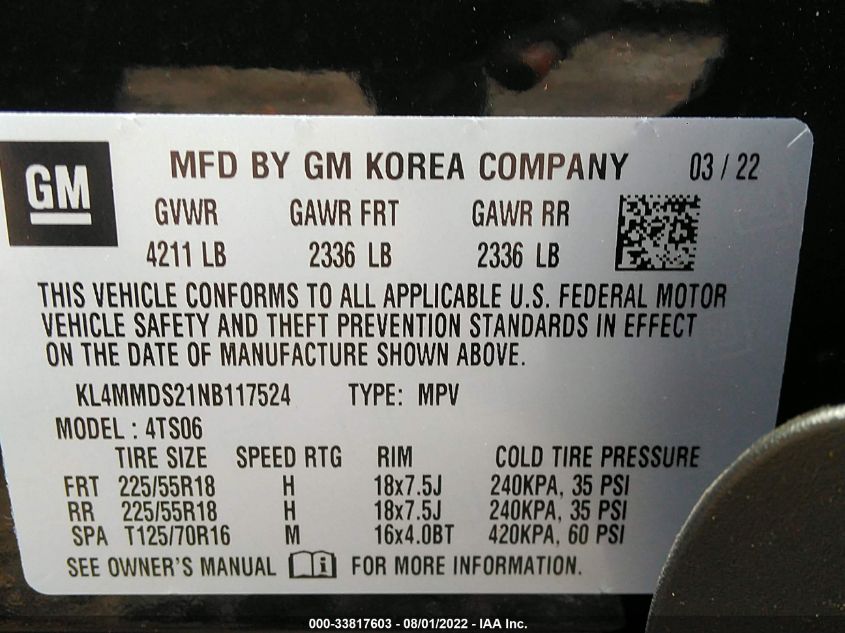 GM
MFD BY GM KOREA COMPANY 03 / 22
GVWR GAWR FRT GAWR RR
4211 LB 2336 LB 2336 LB
THIS VEHICLE CONFORMS TO ALL APPLICABLE U.S. FEDERAL MOTOR
VEHICLE SAFETY AND THEFT PREVENTION STANDARDS IN EFFECT
ON THE DATE OF MANUFACTURE SHOWN ABOVE.
KL4MMDS21NB117524 TYPE: MPV
MODEL : 4TS06
TIRE SIZE SPEED RTG RIM COLD TIRE PRESSURE
FRT 225/55R18 H 18x7.5J 240KPA, 35 PSI
RR 225/55R18 H 18x7.5J 240KPA, 35 PSI
SPA T125/70R16 M 16x4.0BT 420KPA, 60 PSI
SEE OWNER'S MANUAL i FOR MORE INFORMATION.
000-33817603 - 08/01/2022 - IAA Inc.